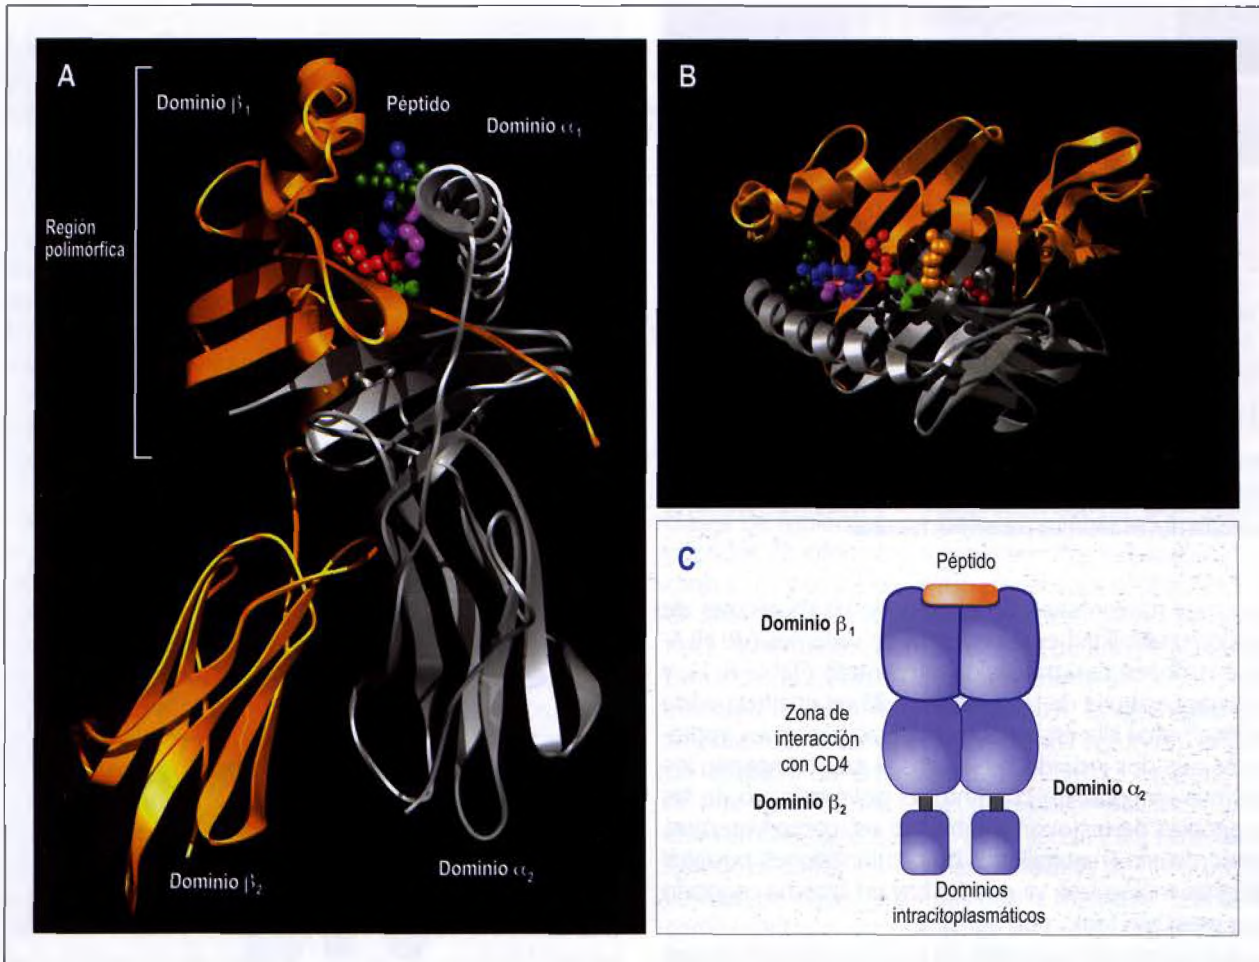 A
Dominio β₁
Péptido
Dominio α₁
Región
polimórfica
Dominio β₂
Dominio α₂
B
C
Péptido
Dominio β₁
Zona de
interacción
con CD4
Dominio β₂
Dominio α₂
Dominios
intracitoplasmáticos